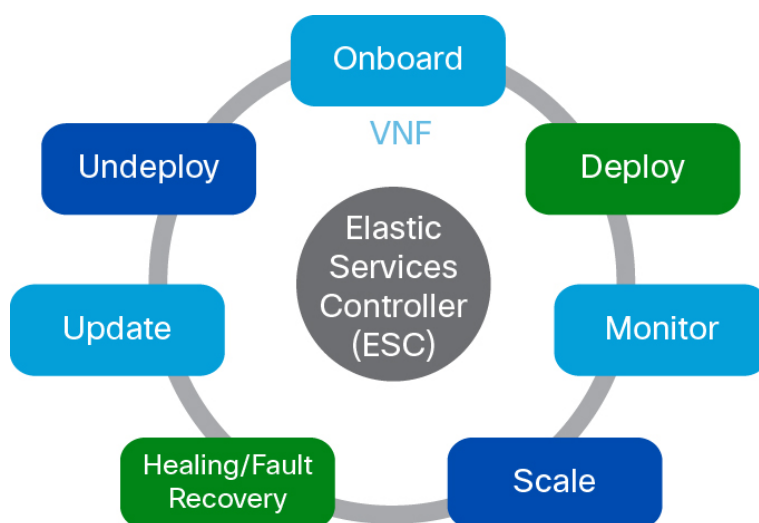 Onboard
VNF
Undeploy
Deploy
Elastic
Services
Controller
(ESC)
Update
Monitor
Healing/Fault
Recovery
Scale